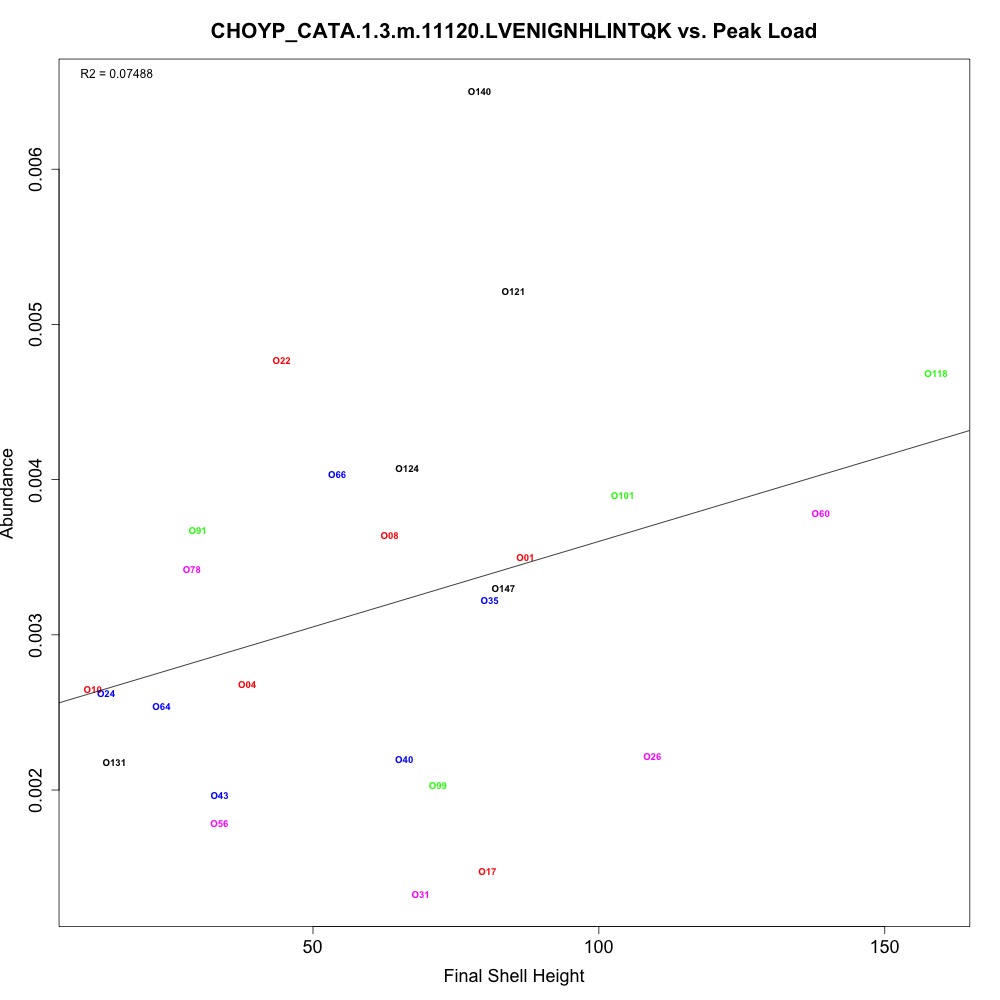 CHOYP_CATA.1.3.m.11120.LVENIGNHLINTQK vs. Peak Load
R2 = 0.07488
O140
O121
O22
O118
O66
O124
O101
O60
O91
O08
O01
O78
O147
O35
O10
O24
O04
O64
O131
O40
O26
O99
O43
O56
O17
O31
0.006
0.005
0.004
0.003
0.002
Abundance
50 100 150
Final Shell Height